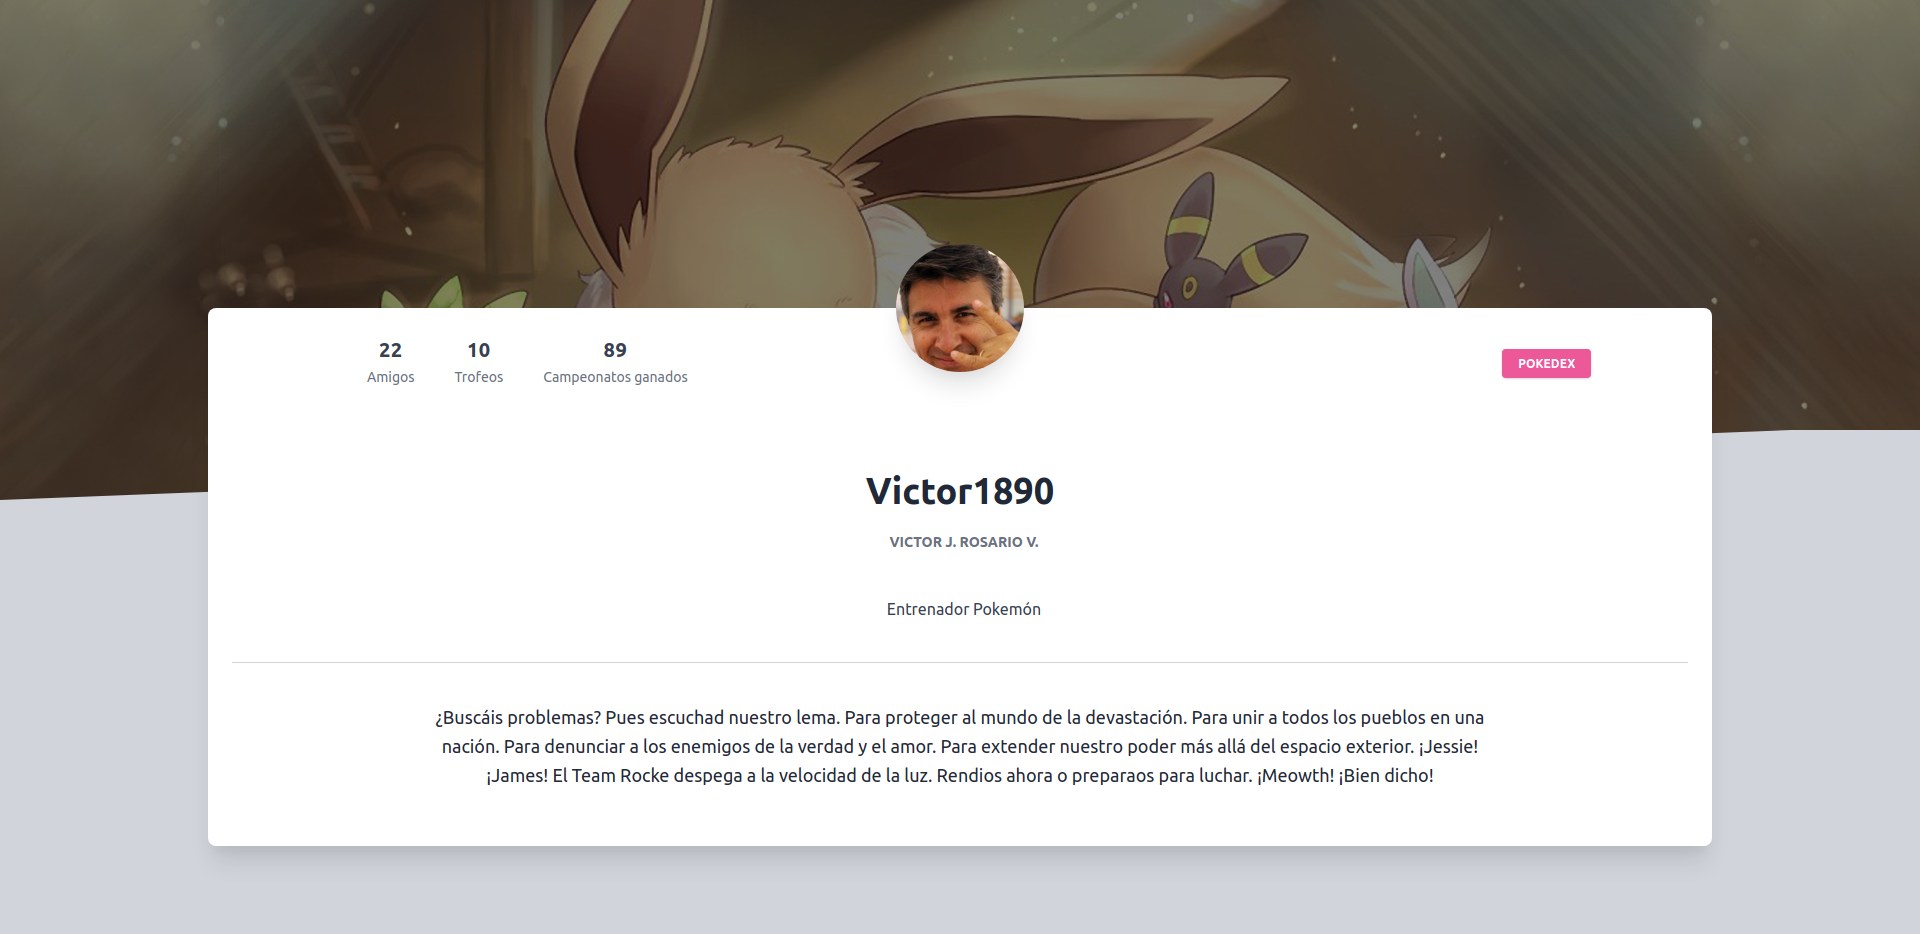 22
Amigos
10
Trofeos
89
Campeonatos ganados
POKEDEX
Victor1890
VICTOR J. ROSARIO V.
Entrenador Pokemón
¿Buscáis problemas? Pues escuchad nuestro lema. Para proteger al mundo de la devastación. Para unir a todos los pueblos en una
nación. Para denunciar a los enemigos de la verdad y el amor. Para extender nuestro poder más allá del espacio exterior. ¡Jessie!
¡James! El Team Rocke despega a la velocidad de la luz. Rendios ahora o preparaos para luchar. ¡Meowth! ¡Bien dicho!